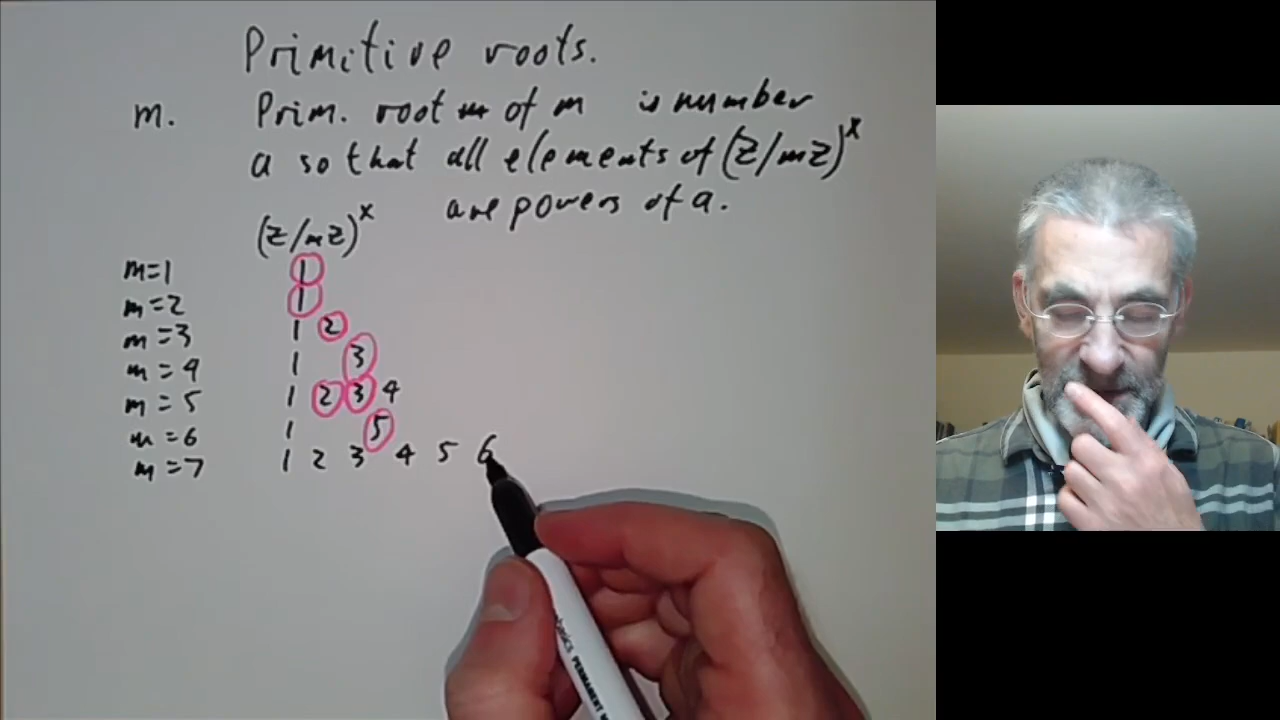 Primitive roots.
m. Prim. root of m is number
a so that all elements of (Z/mZ)^x
are powers of a.
(Z/mZ)^x
m=1 1
m=2 1
m=3 1 2
m=4 1 3
m=5 1 2 3 4
m=6 1 5
m=7 1 2 3 4 5 6
PERMANENT